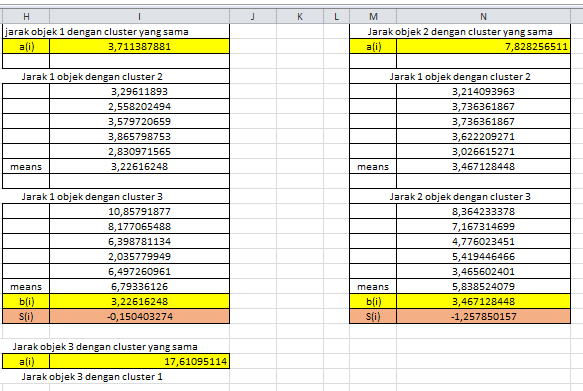 H I J K L M N
jarak objek 1 dengan cluster yang sama Jarak objek 2 dengan cluster yang sama
a(i) 3,711387881 a(i) 7,828256511
Jarak 1 objek dengan cluster 2 Jarak 1 objek dengan cluster 2
3,29611893 3,214093963
2,558202494 3,736361867
3,579720659 3,736361867
3,865798753 3,622209271
2,830971565 3,026615271
means 3,22616248 means 3,467128448
Jarak 1 objek dengan cluster 3 Jarak 2 objek dengan cluster 3
10,85791877 8,364233378
8,177065488 7,167314699
6,398781134 4,776023451
2,035779949 5,419446466
6,497260961 3,465602401
means 6,79336126 means 5,838524079
b(i) 3,22616248 b(i) 3,467128448
S(i) -0,150403274 S(i) -1,257850157
Jarak objek 3 dengan cluster yang sama
a(i) 17,61095114
Jarak objek 3 dengan cluster 1